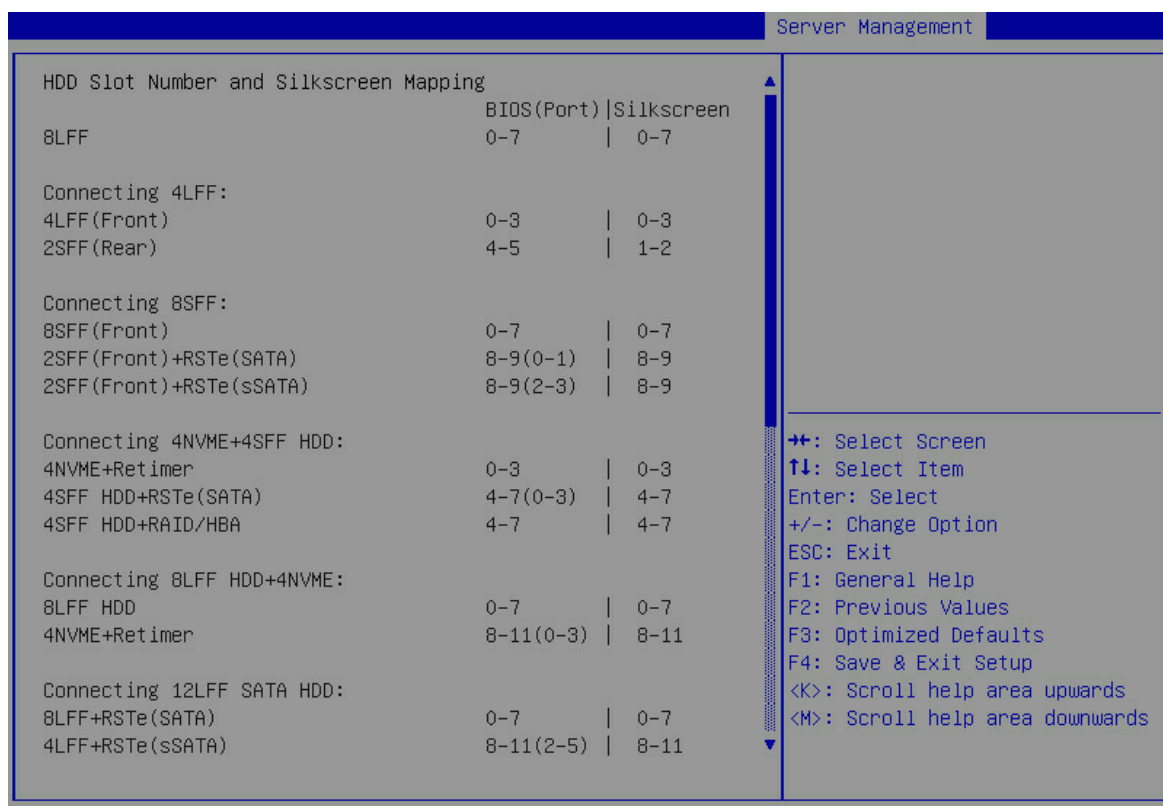 Server Management
HDD Slot Number and Silkscreen Mapping
BIOS(Port)|Silkscreen
8LFF 0-7 | 0-7
Connecting 4LFF:
4LFF(Front) 0-3 | 0-3
2SFF(Rear) 4-5 | 1-2
Connecting 8SFF:
8SFF(Front) 0-7 | 0-7
2SFF(Front)+RSTe(SATA) 8-9(0-1) | 8-9
2SFF(Front)+RSTe(sSATA) 8-9(2-3) | 8-9
Connecting 4NVME+4SFF HDD:
4NVME+Retimer 0-3 | 0-3
4SFF HDD+RSTe(SATA) 4-7(0-3) | 4-7
4SFF HDD+RAID/HBA 4-7 | 4-7
Connecting 8LFF HDD+4NVME:
8LFF HDD 0-7 | 0-7
4NVME+Retimer 8-11(0-3) | 8-11
Connecting 12LFF SATA HDD:
8LFF+RSTe(SATA) 0-7 | 0-7
4LFF+RSTe(sSATA) 8-11(2-5) | 8-11
→←: Select Screen
↑↓: Select Item
Enter: Select
+/-: Change Option
ESC: Exit
F1: General Help
F2: Previous Values
F3: Optimized Defaults
F4: Save & Exit Setup
<K>: Scroll help area upwards
<M>: Scroll help area downwards